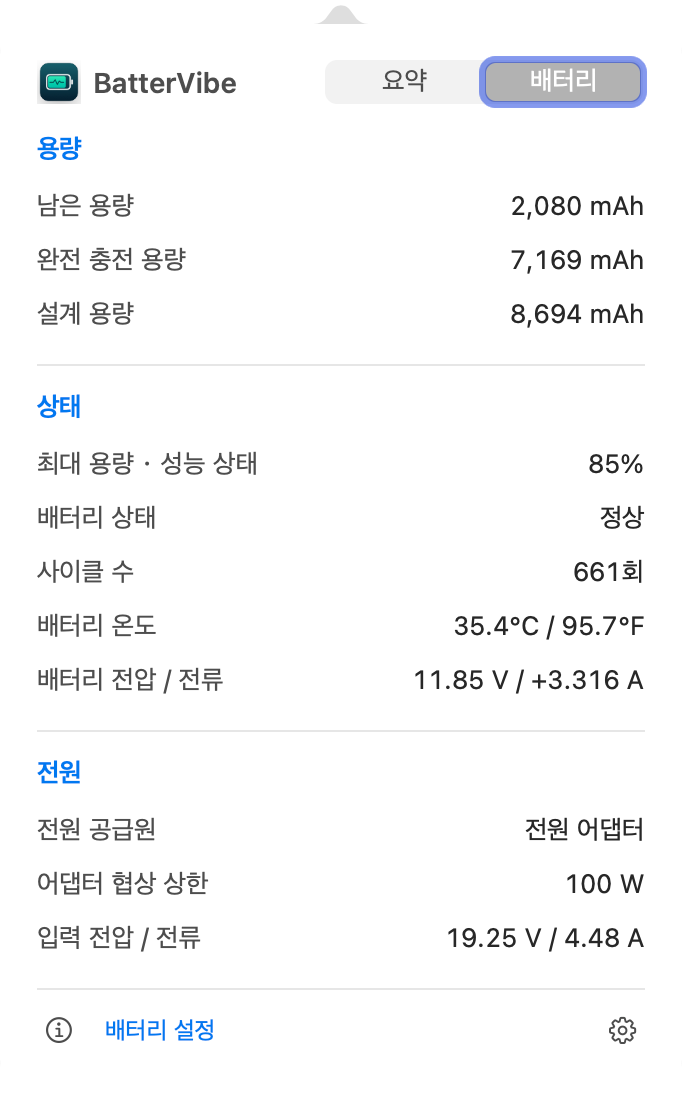 BatterVibe 요약 배터리
용량
남은 용량 2,080 mAh
완전 충전 용량 7,169 mAh
설계 용량 8,694 mAh
상태
최대 용량 · 성능 상태 85%
배터리 상태 정상
사이클 수 661회
배터리 온도 35.4°C / 95.7°F
배터리 전압 / 전류 11.85 V / +3.316 A
전원
전원 공급원 전원 어댑터
어댑터 협상 상한 100 W
입력 전압 / 전류 19.25 V / 4.48 A
배터리 설정